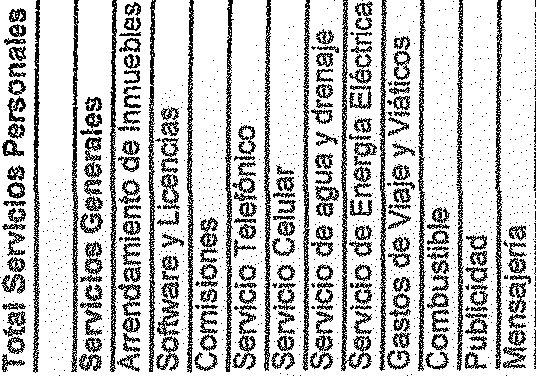 Total Servicios Personales
Servicios Generales
Arrendamiento de Inmuebles
Software y Licencias
Comisiones
Servicio Telefónico
Servicio Celular
Servicio de agua y drenaje
Servicio de Energía Eléctrica
Gastos de Viaje y Viáticos
Combustible
Publicidad
Mensajería